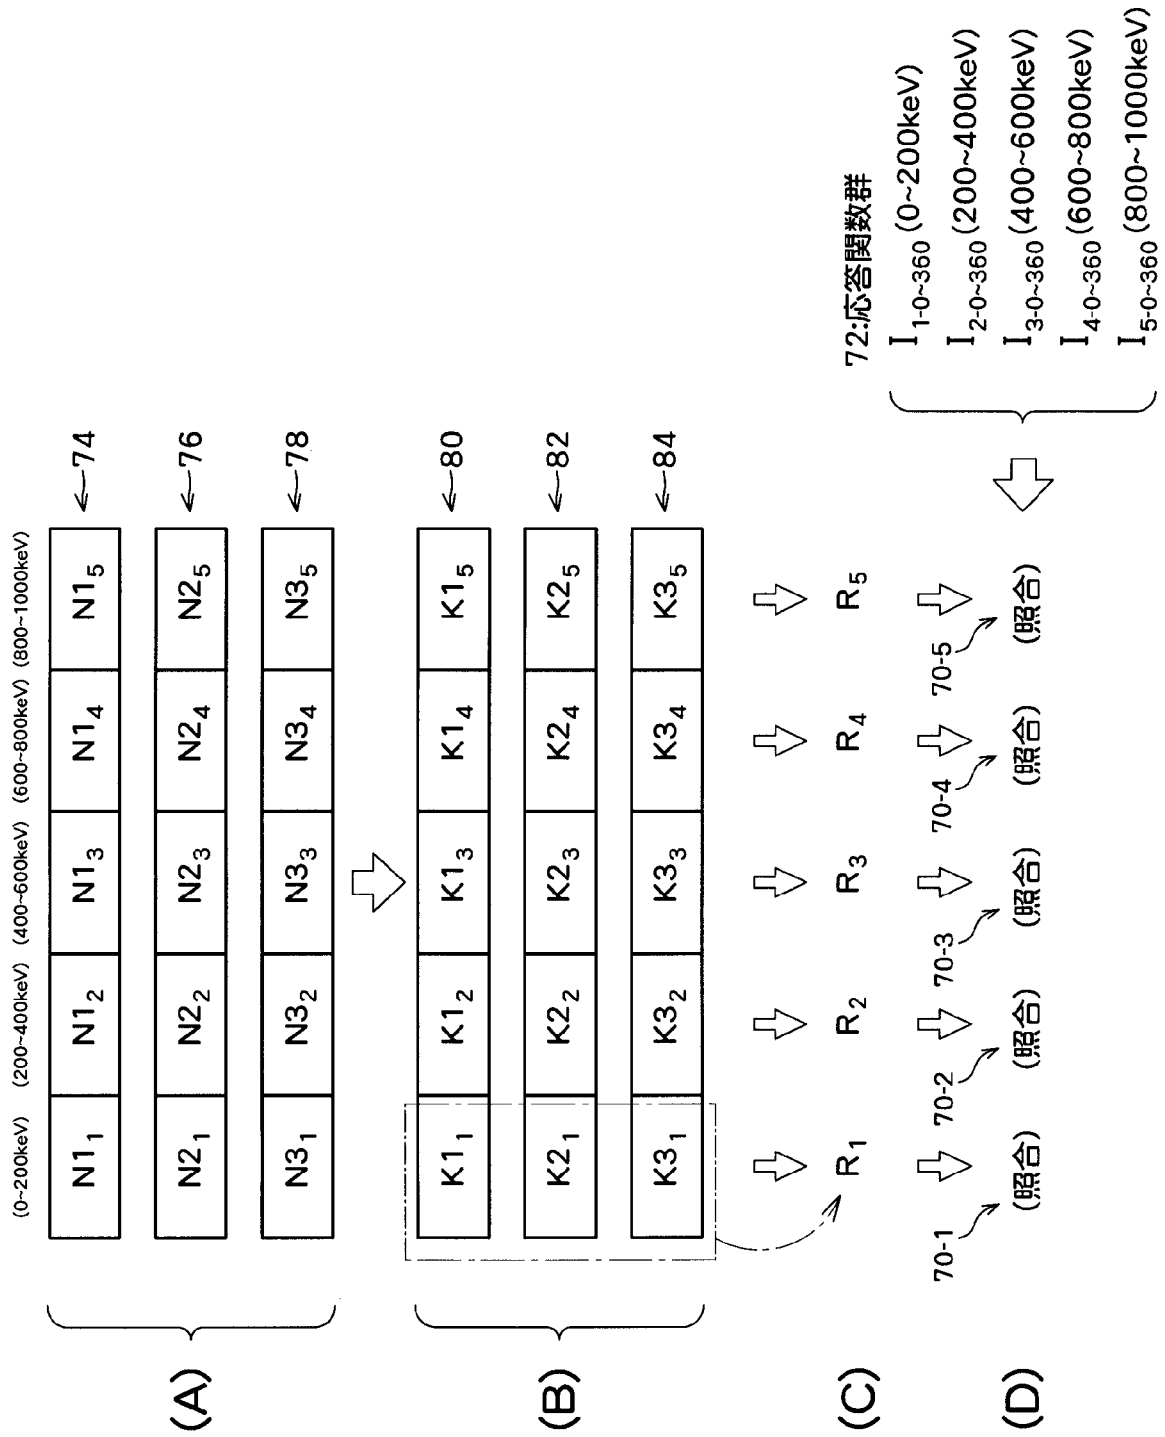 (0~200keV) (200~400keV) (400~600keV) (600~800keV) (800~1000keV)
(A)
N1₁ N1₂ N1₃ N1₄ N1₅ 74
N2₁ N2₂ N2₃ N2₄ N2₅ 76
N3₁ N3₂ N3₃ N3₄ N3₅ 78
(B)
K1₁ K1₂ K1₃ K1₄ K1₅ 80
K2₁ K2₂ K2₃ K2₄ K2₅ 82
K3₁ K3₂ K3₃ K3₄ K3₅ 84
(C) R₁ R₂ R₃ R₄ R₅
70-1 70-2 70-3 70-4 70-5
(D) (照合) (照合) (照合) (照合) (照合)
72:応答関数群
I1-0~360 (0~200keV)
I2-0~360 (200~400keV)
I3-0~360 (400~600keV)
I4-0~360 (600~800keV)
I5-0~360 (800~1000keV)